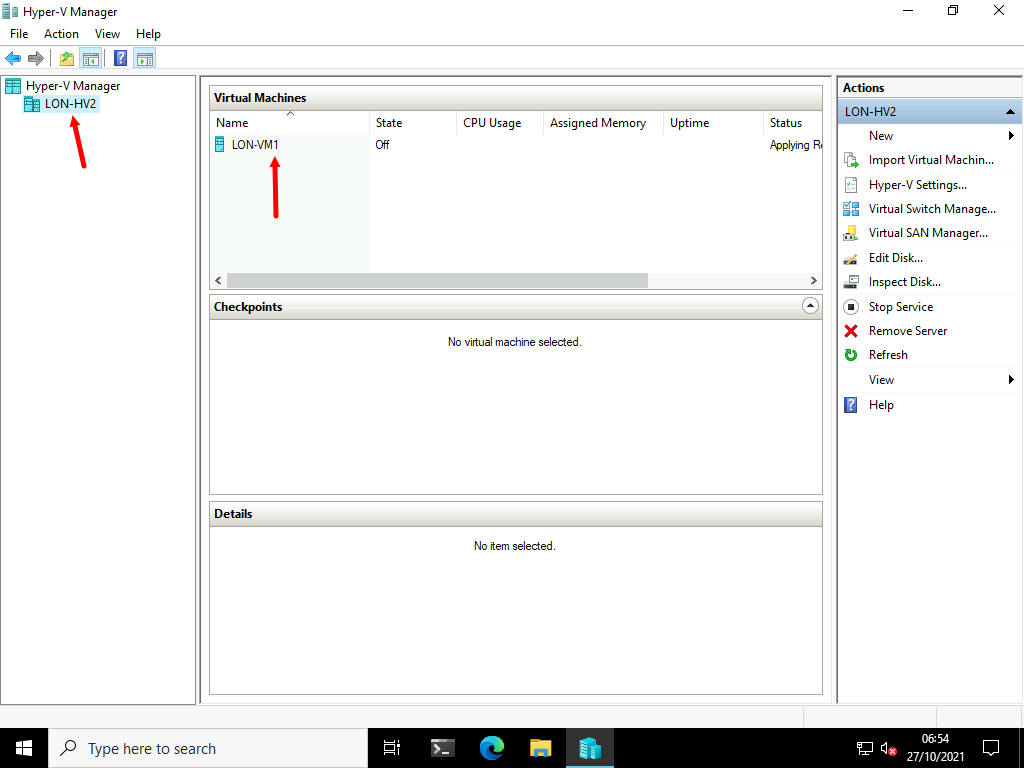 Hyper-V Manager
File Action View Help
Hyper-V Manager
LON-HV2
Virtual Machines
Name State CPU Usage Assigned Memory Uptime Status
LON-VM1 Off Applying Re
Checkpoints
No virtual machine selected.
Details
No item selected.
Actions
LON-HV2
New
Import Virtual Machin...
Hyper-V Settings...
Virtual Switch Manage...
Virtual SAN Manager...
Edit Disk...
Inspect Disk...
Stop Service
Remove Server
Refresh
View
Help
Type here to search
06:54
27/10/2021